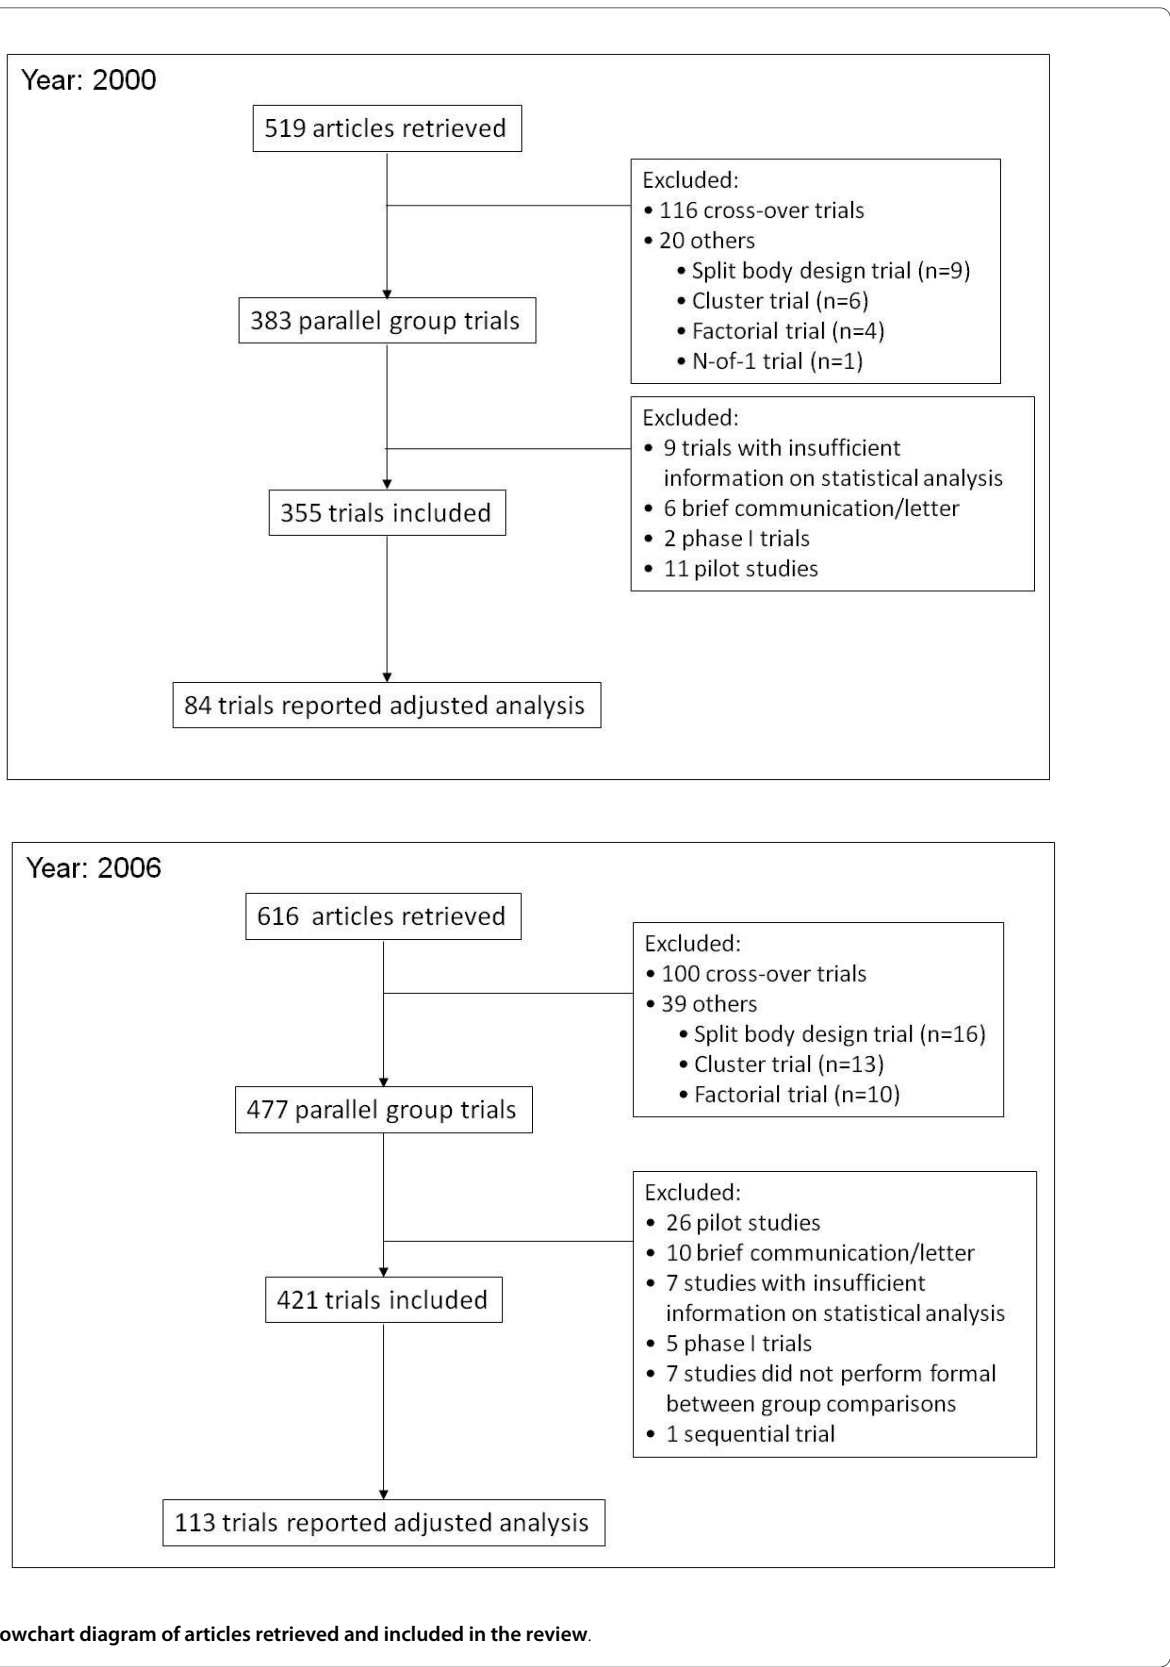 Year: 2000
519 articles retrieved
Excluded:
• 116 cross-over trials
• 20 others
• Split body design trial (n=9)
• Cluster trial (n=6)
• Factorial trial (n=4)
• N-of-1 trial (n=1)
383 parallel group trials
Excluded:
• 9 trials with insufficient
information on statistical analysis
• 6 brief communication/letter
• 2 phase I trials
• 11 pilot studies
355 trials included
84 trials reported adjusted analysis
Year: 2006
616 articles retrieved
Excluded:
• 100 cross-over trials
• 39 others
• Split body design trial (n=16)
• Cluster trial (n=13)
• Factorial trial (n=10)
477 parallel group trials
Excluded:
• 26 pilot studies
• 10 brief communication/letter
• 7 studies with insufficient
information on statistical analysis
• 5 phase I trials
• 7 studies did not perform formal
between group comparisons
• 1 sequential trial
421 trials included
113 trials reported adjusted analysis
owchart diagram of articles retrieved and included in the review.